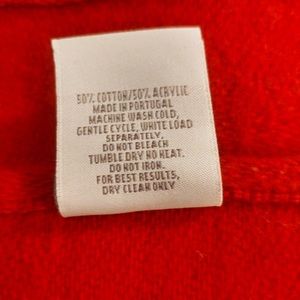 50% COTTON/50% ACRYLIC
MADE IN PORTUGAL
MACHINE WASH COLD,
GENTLE CYCLE, WHITE LOAD
SEPARATELY,
DO NOT BLEACH
TUMBLE DRY NO HEAT.
DO NOT IRON.
FOR BEST RESULTS,
DRY CLEAN ONLY